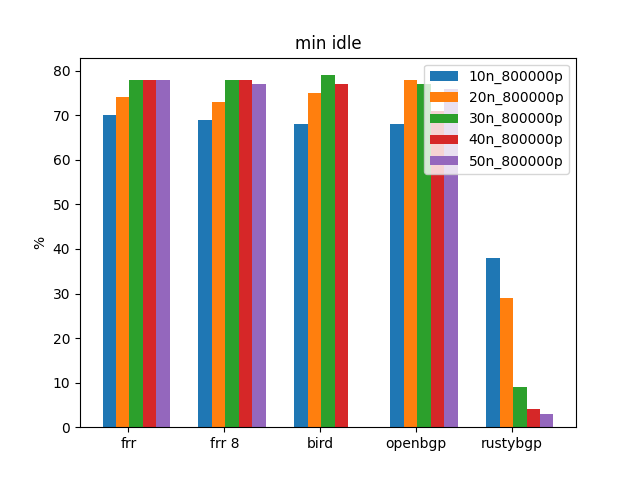 min idle
80
70
60
50
40
30
20
10
0
%
10n_800000p
20n_800000p
30n_800000p
40n_800000p
50n_800000p
frr
frr 8
bird
openbgp
rustybgp